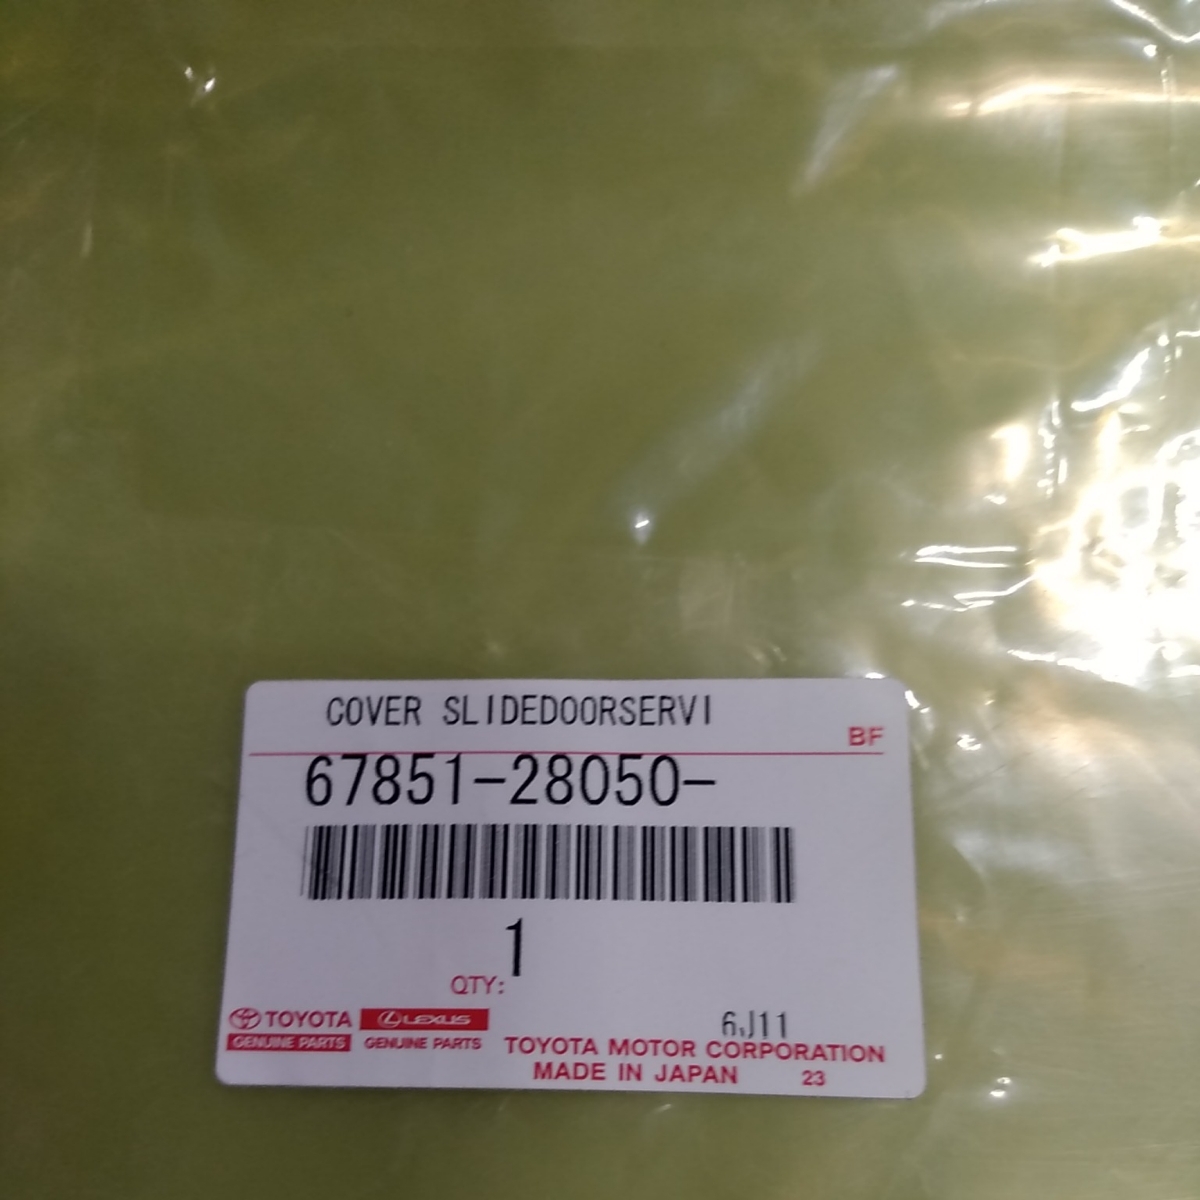 COVER SLIDEDOORSERVI
BF
67851-28050-
1
QTY:
TOYOTA LEXUS
GENUINE PARTS GENUINE PARTS
6J11
TOYOTA MOTOR CORPORATION
MADE IN JAPAN 23